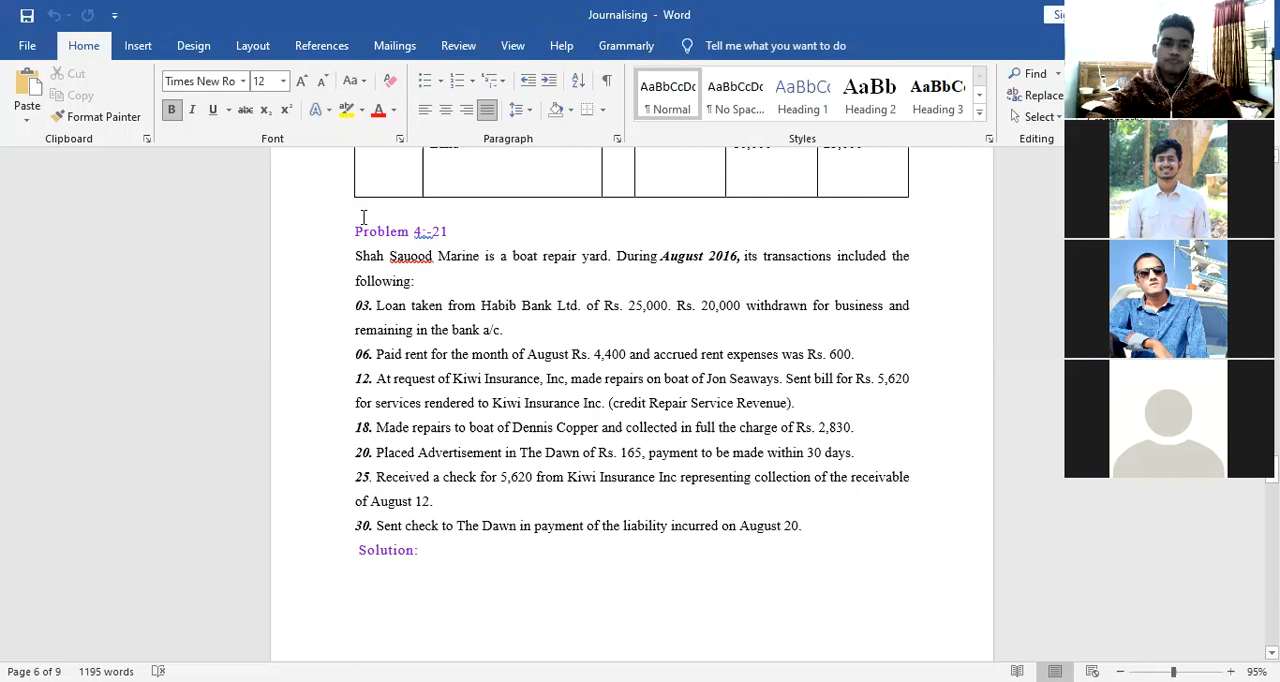 Journalising - Word
File Home Insert Design Layout References Mailings Review View Help Grammarly Tell me what you want to do
Paste
Cut
Copy
Format Painter
Clipboard
Times New Ro 12
Font
Paragraph
AaBbCcDc AaBbCcDc AaBbCc AaBb AaBbCc
¶ Normal ¶ No Spac... Heading 1 Heading 2 Heading 3
Styles
Find
Replace
Select
Editing
Problem 4:-21
Shah Sauood Marine is a boat repair yard. During August 2016, its transactions included the
following:
03. Loan taken from Habib Bank Ltd. of Rs. 25,000. Rs. 20,000 withdrawn for business and
remaining in the bank a/c.
06. Paid rent for the month of August Rs. 4,400 and accrued rent expenses was Rs. 600.
12. At request of Kiwi Insurance, Inc, made repairs on boat of Jon Seaways. Sent bill for Rs. 5,620
for services rendered to Kiwi Insurance Inc. (credit Repair Service Revenue).
18. Made repairs to boat of Dennis Copper and collected in full the charge of Rs. 2,830.
20. Placed Advertisement in The Dawn of Rs. 165, payment to be made within 30 days.
25. Received a check for 5,620 from Kiwi Insurance Inc representing collection of the receivable
of August 12.
30. Sent check to The Dawn in payment of the liability incurred on August 20.
Solution:
Page 6 of 9 1195 words 95%